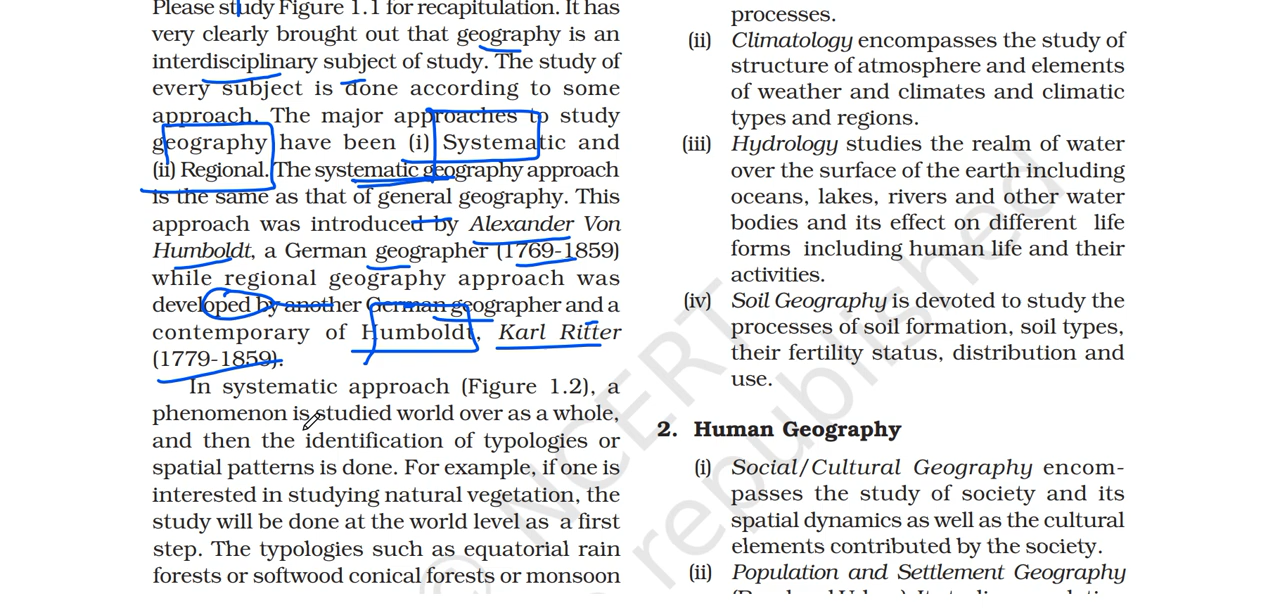 Please study Figure 1.1 for recapitulation. It has
very clearly brought out that geography is an
interdisciplinary subject of study. The study of
every subject is done according to some
approach. The major approaches to study
geography have been (i) Systematic and
(ii) Regional. The systematic geography approach
is the same as that of general geography. This
approach was introduced by Alexander Von
Humboldt, a German geographer (1769-1859)
while regional geography approach was
developed by another German geographer and a
contemporary of Humboldt, Karl Ritter
(1779-1859).
In systematic approach (Figure 1.2), a
phenomenon is studied world over as a whole,
and then the identification of typologies or
spatial patterns is done. For example, if one is
interested in studying natural vegetation, the
study will be done at the world level as a first
step. The typologies such as equatorial rain
forests or softwood conical forests or monsoon
processes.
(ii) Climatology encompasses the study of
structure of atmosphere and elements
of weather and climates and climatic
types and regions.
(iii) Hydrology studies the realm of water
over the surface of the earth including
oceans, lakes, rivers and other water
bodies and its effect on different life
forms including human life and their
activities.
(iv) Soil Geography is devoted to study the
processes of soil formation, soil types,
their fertility status, distribution and
use.
2. Human Geography
(i) Social/Cultural Geography encom-
passes the study of society and its
spatial dynamics as well as the cultural
elements contributed by the society.
(ii) Population and Settlement Geography
© NCERT
republished